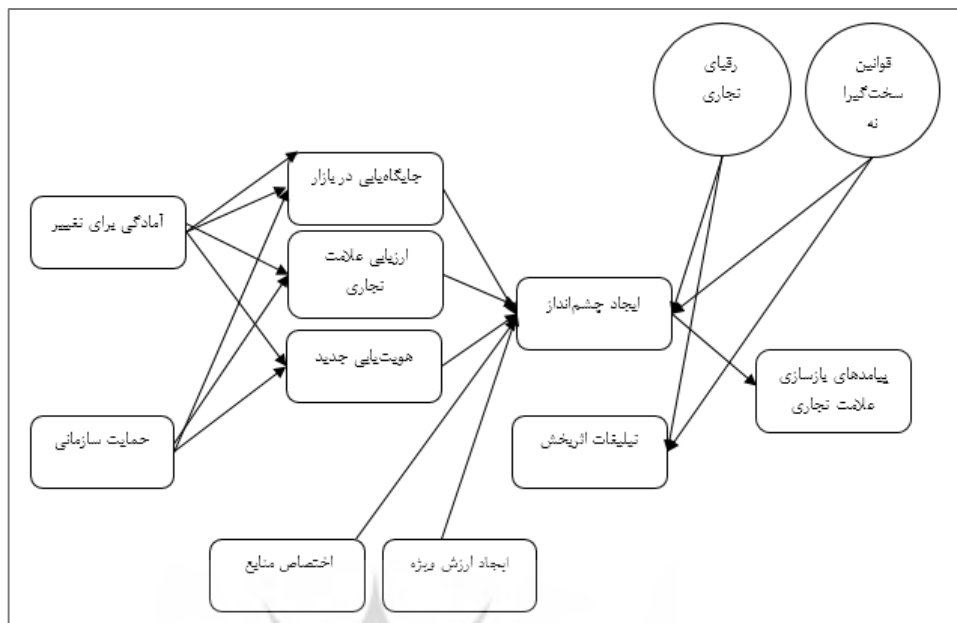 رقبای
تجاری
قوانین
سخت‌گیرا
نه
جایگاه‌یابی در بازار
آمادگی برای تغییر
ارزیابی علامت
تجاری
ایجاد چشم‌انداز
هویت‌یابی جدید
پیامدهای بازسازی
علامت تجاری
حمایت سازمانی
تبلیغات اثربخش
اختصاص منابع
ایجاد ارزش ویژه